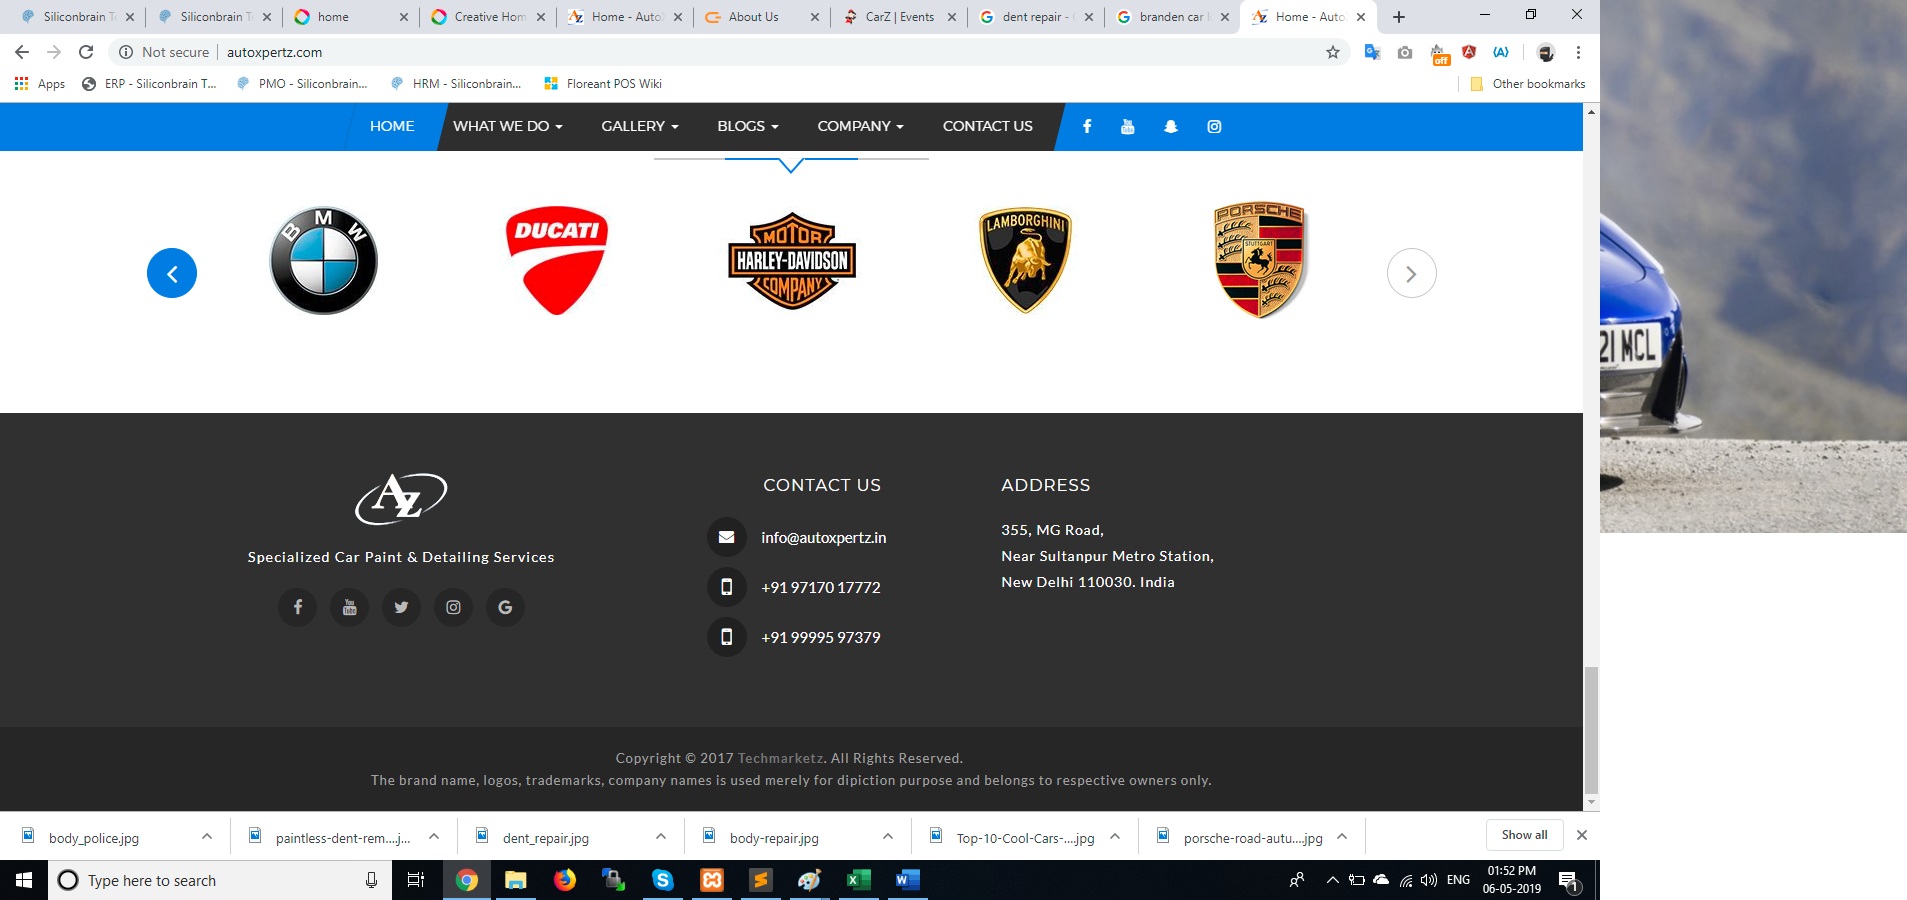 Siliconbrain Te
Siliconbrain Te
home
Creative Hom
Home - AutoX
About Us
CarZ | Events
dent repair -
branden car l
Home - AutoX
Not secure
autoxpertz.com
off
Apps
ERP - Siliconbrain T...
PMO - Siliconbrain...
HRM - Siliconbrain...
Floreant POS Wiki
Other bookmarks
HOME
WHAT WE DO
GALLERY
BLOGS
COMPANY
CONTACT US
BMW
DUCATI
MOTOR
HARLEY-DAVIDSON
COMPANY
LAMBORGHINI
PORSCHE
STUTTGART
21 MCL
AZ
Specialized Car Paint & Detailing Services
CONTACT US
info@autoxpertz.in
+91 97170 17772
+91 99995 97379
ADDRESS
355, MG Road,
Near Sultanpur Metro Station,
New Delhi 110030. India
Copyright © 2017 Techmarketz. All Rights Reserved.
The brand name, logos, trademarks, company names is used merely for dipiction purpose and belongs to respective owners only.
body_police.jpg
paintless-dent-rem....j...
dent_repair.jpg
body-repair.jpg
Top-10-Cool-Cars-....jpg
porsche-road-autu....jpg
Show all
Type here to search
ENG
01:52 PM
06-05-2019
1